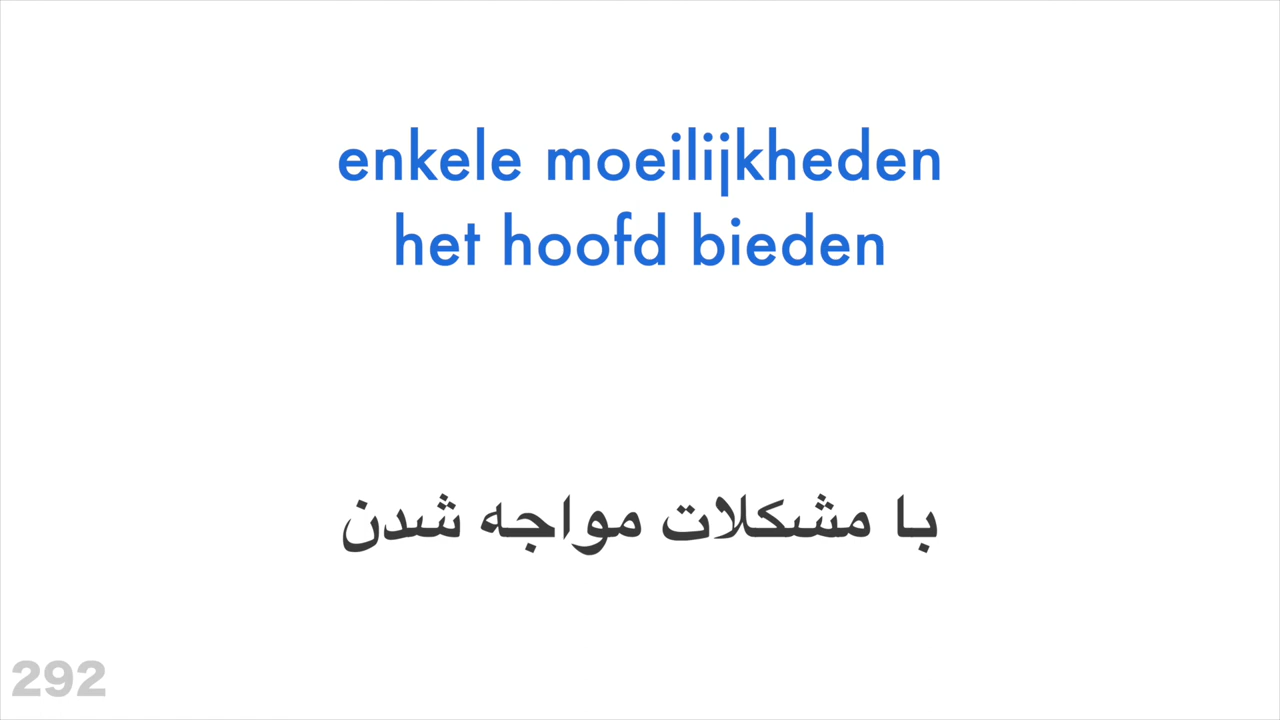 enkele moeilijkheden
het hoofd bieden
با مشکلات مواجه شدن
292